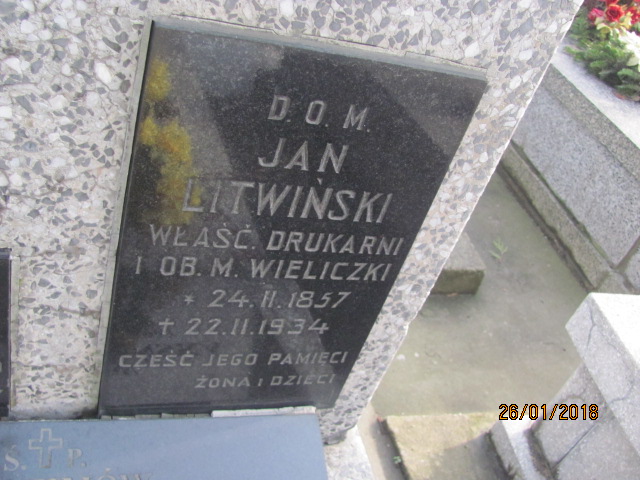 D.O.M.
JAN
LITWIŃSKI
WŁAŚĆ. DRUKARNI
I OB. M. WIELICZKI
* 24.II.1857
† 22.II.1934
CZEŚĆ JEGO PAMIĘCI
ŻONA I DZIECI
Ś. † P.
26/01/2018